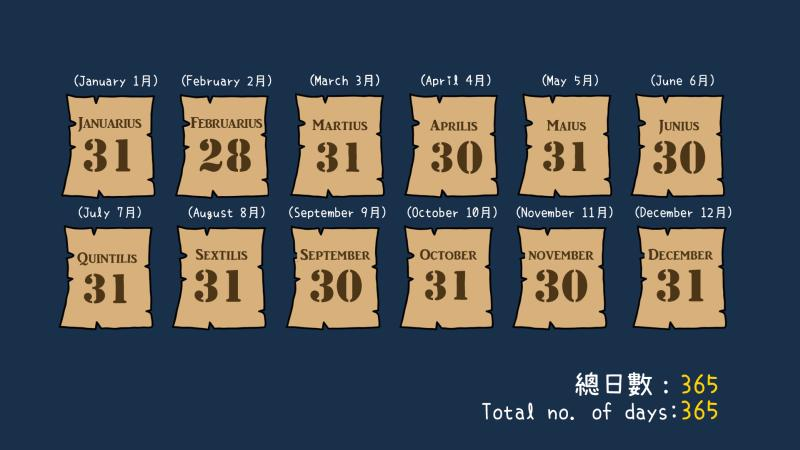 (January 1月) (February 2月) (March 3月) (April 4月) (May 5月) (June 6月)
JANUARIUS FEBRUARIUS MARTIUS APRILIS MAIUS JUNIUS
31 28 31 30 31 30
(July 7月) (August 8月) (September 9月) (October 10月) (November 11月) (December 12月)
QUINTILIS SEXTILIS SEPTEMBER OCTOBER NOVEMBER DECEMBER
31 31 30 31 30 31
總日數：365
Total no. of days:365